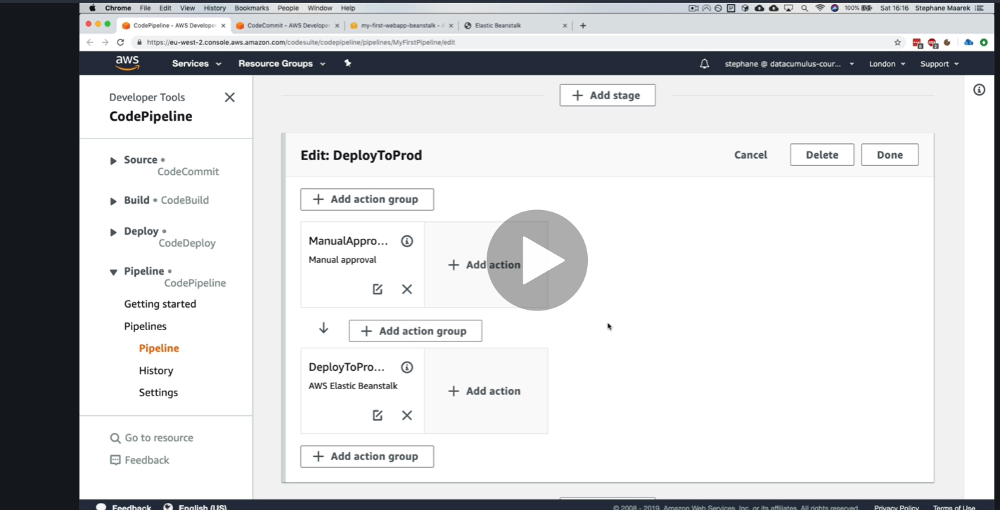 Chrome File Edit View History Bookmarks People Window Help 100% Sat 16:16 Stephane Maarek
CodePipeline - AWS Developer CodeCommit - AWS Developer my-first-webapp-beanstalk - Elastic Beanstalk
https://eu-west-2.console.aws.amazon.com/codesuite/codepipeline/pipelines/MyFirstPipeline/edit
aws Services Resource Groups stephane @ datacumulus-cour... London Support
Developer Tools
CodePipeline
Source •
CodeCommit
Build • CodeBuild
Deploy •
CodeDeploy
Pipeline •
CodePipeline
Getting started
Pipelines
Pipeline
History
Settings
Go to resource
Feedback
+ Add stage
Edit: DeployToProd Cancel Delete Done
+ Add action group
ManualAppro...
Manual approval
+ Add action
+ Add action group
DeployToPro...
AWS Elastic Beanstalk
+ Add action
+ Add action group
Feedback English (US) © 2008 - 2019, Amazon Web Services, Inc. or its affiliates. All rights reserved. Privacy Policy Terms of Use